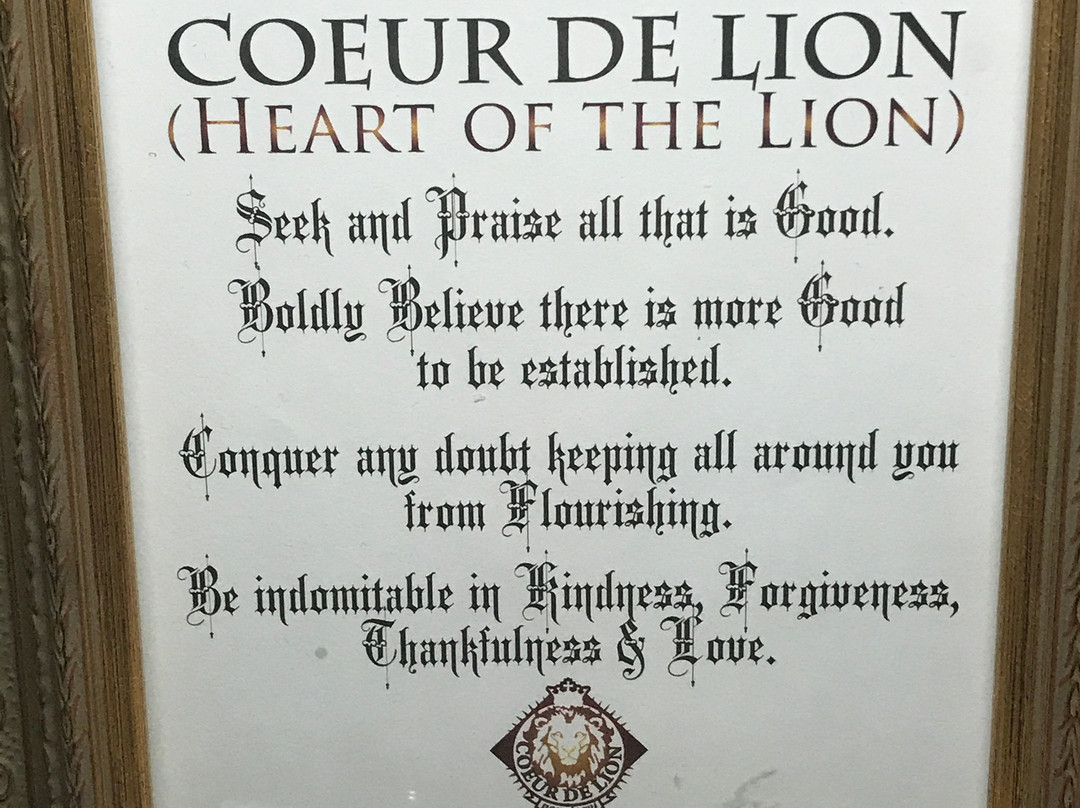 COEUR DE LION
(HEART OF THE LION)
Seek and Praise all that is Good.
Boldly Believe there is more Good
to be established.
Conquer any doubt keeping all around you
from Flourishing.
Be indomitable in Kindness, Forgiveness,
Thankfulness & Love.
COEUR DE LION